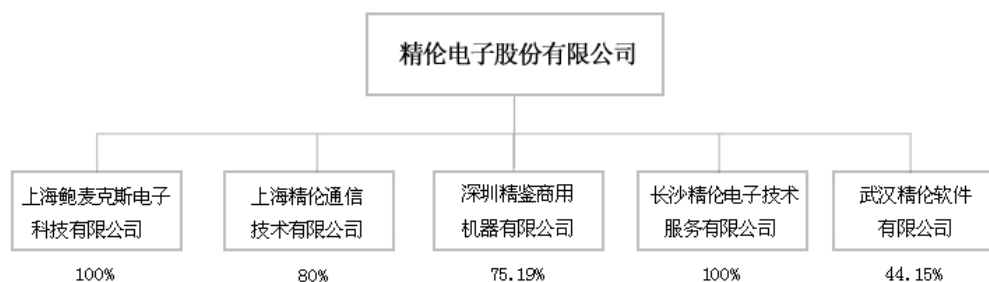 精伦电子股份有限公司
上海鲍麦克斯电子
科技有限公司
上海精伦通信
技术有限公司
深圳精鉴商用
机器有限公司
长沙精伦电子技术
服务有限公司
武汉精伦软件
有限公司
100%
80%
75.19%
100%
44.15%